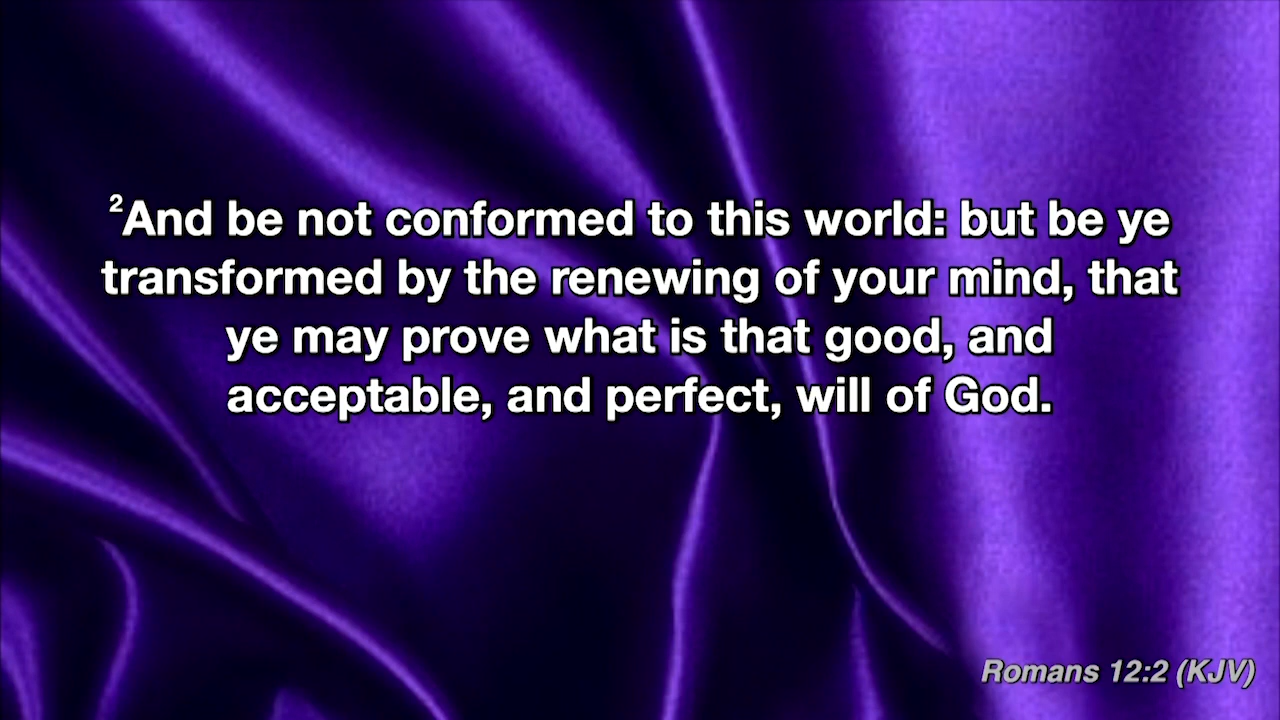 ²And be not conformed to this world: but be ye
transformed by the renewing of your mind, that
ye may prove what is that good, and
acceptable, and perfect, will of God.
Romans 12:2 (KJV)